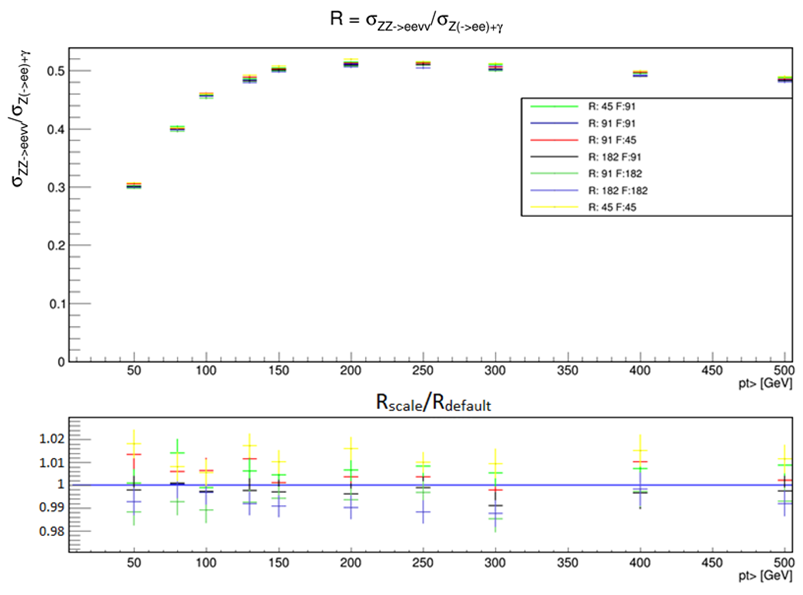 R = σZZ->eevv/σZ(->ee)+γ
σZZ->eevv/σZ(->ee)+γ
0.5
0.4
0.3
0.2
0.1
0
R: 45 F:91
R: 91 F:91
R: 91 F:45
R: 182 F:91
R: 91 F:182
R: 182 F:182
R: 45 F:45
50 100 150 200 250 300 350 400 450 500
pt> [GeV]
Rscale/Rdefault
1.02
1.01
1
0.99
0.98
50 100 150 200 250 300 350 400 450 500
pt> [GeV]